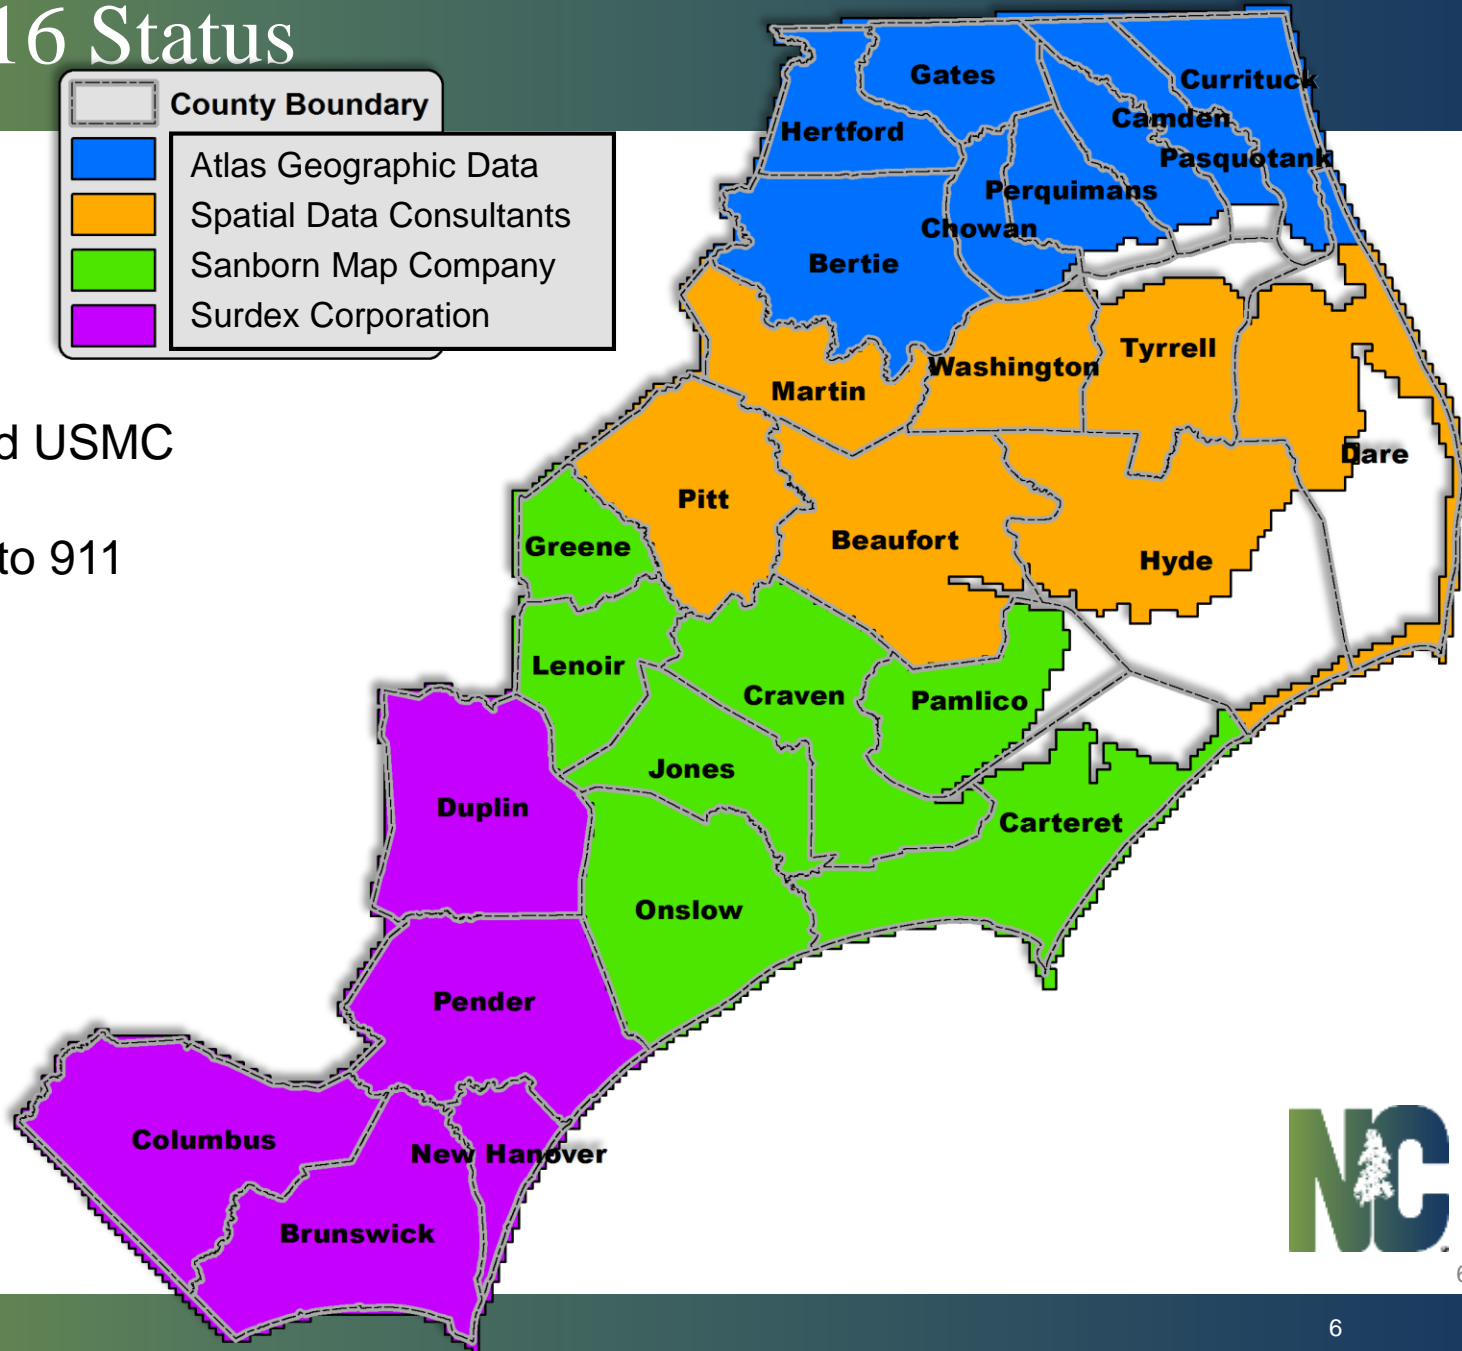 16 Status
County Boundary
Atlas Geographic Data
Spatial Data Consultants
Sanborn Map Company
Surdex Corporation
d USMC
to 911
Gates
Currituck
Hertford
Camden
Pasquotank
Perquimans
Chowan
Bertie
Washington
Tyrrell
Martin
Dare
Pitt
Beaufort
Greene
Hyde
Lenoir
Craven
Pamlico
Jones
Duplin
Carteret
Onslow
Pender
Columbus
New Hanover
Brunswick
NC
6
6